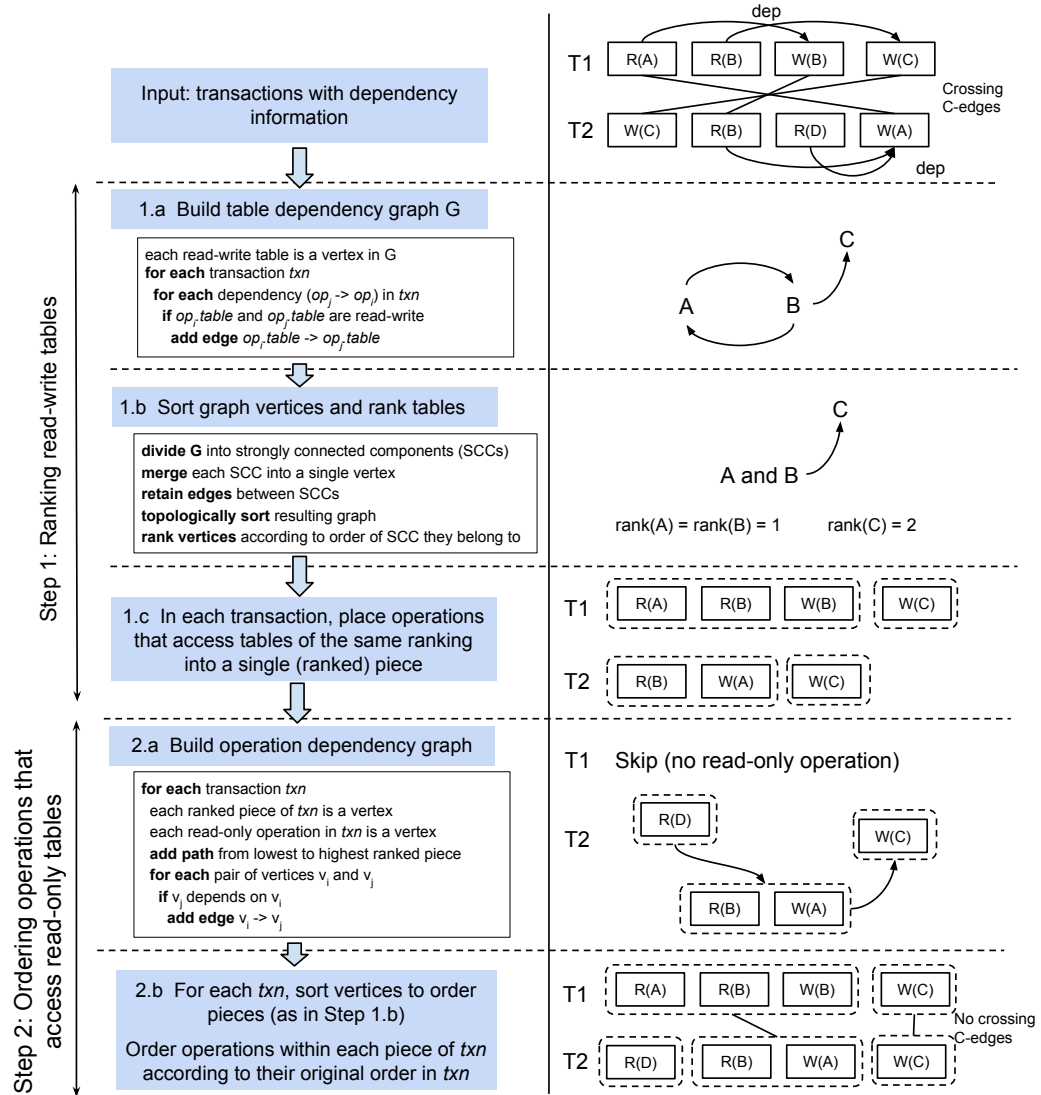 Input: transactions with dependency
information
dep
T1
R(A)
R(B)
W(B)
W(C)
Crossing
C-edges
T2
W(C)
R(B)
R(D)
W(A)
dep
Step 1: Ranking read-write tables
1.a Build table dependency graph G
each read-write table is a vertex in G
for each transaction txn
for each dependency (opj -> opi) in txn
if opi.table and opj.table are read-write
add edge opi.table -> opj.table
A
B
C
1.b Sort graph vertices and rank tables
divide G into strongly connected components (SCCs)
merge each SCC into a single vertex
retain edges between SCCs
topologically sort resulting graph
rank vertices according to order of SCC they belong to
C
A and B
rank(A) = rank(B) = 1
rank(C) = 2
1.c In each transaction, place operations
that access tables of the same ranking
into a single (ranked) piece
T1
R(A)
R(B)
W(B)
W(C)
T2
R(B)
W(A)
W(C)
Step 2: Ordering operations that
access read-only tables
2.a Build operation dependency graph
for each transaction txn
each ranked piece of txn is a vertex
each read-only operation in txn is a vertex
add path from lowest to highest ranked piece
for each pair of vertices vi and vj
if vj depends on vi
add edge vi -> vj
T1
Skip (no read-only operation)
T2
R(D)
W(C)
R(B)
W(A)
2.b For each txn, sort vertices to order
pieces (as in Step 1.b)
Order operations within each piece of txn
according to their original order in txn
T1
R(A)
R(B)
W(B)
W(C)
No crossing
C-edges
T2
R(D)
R(B)
W(A)
W(C)